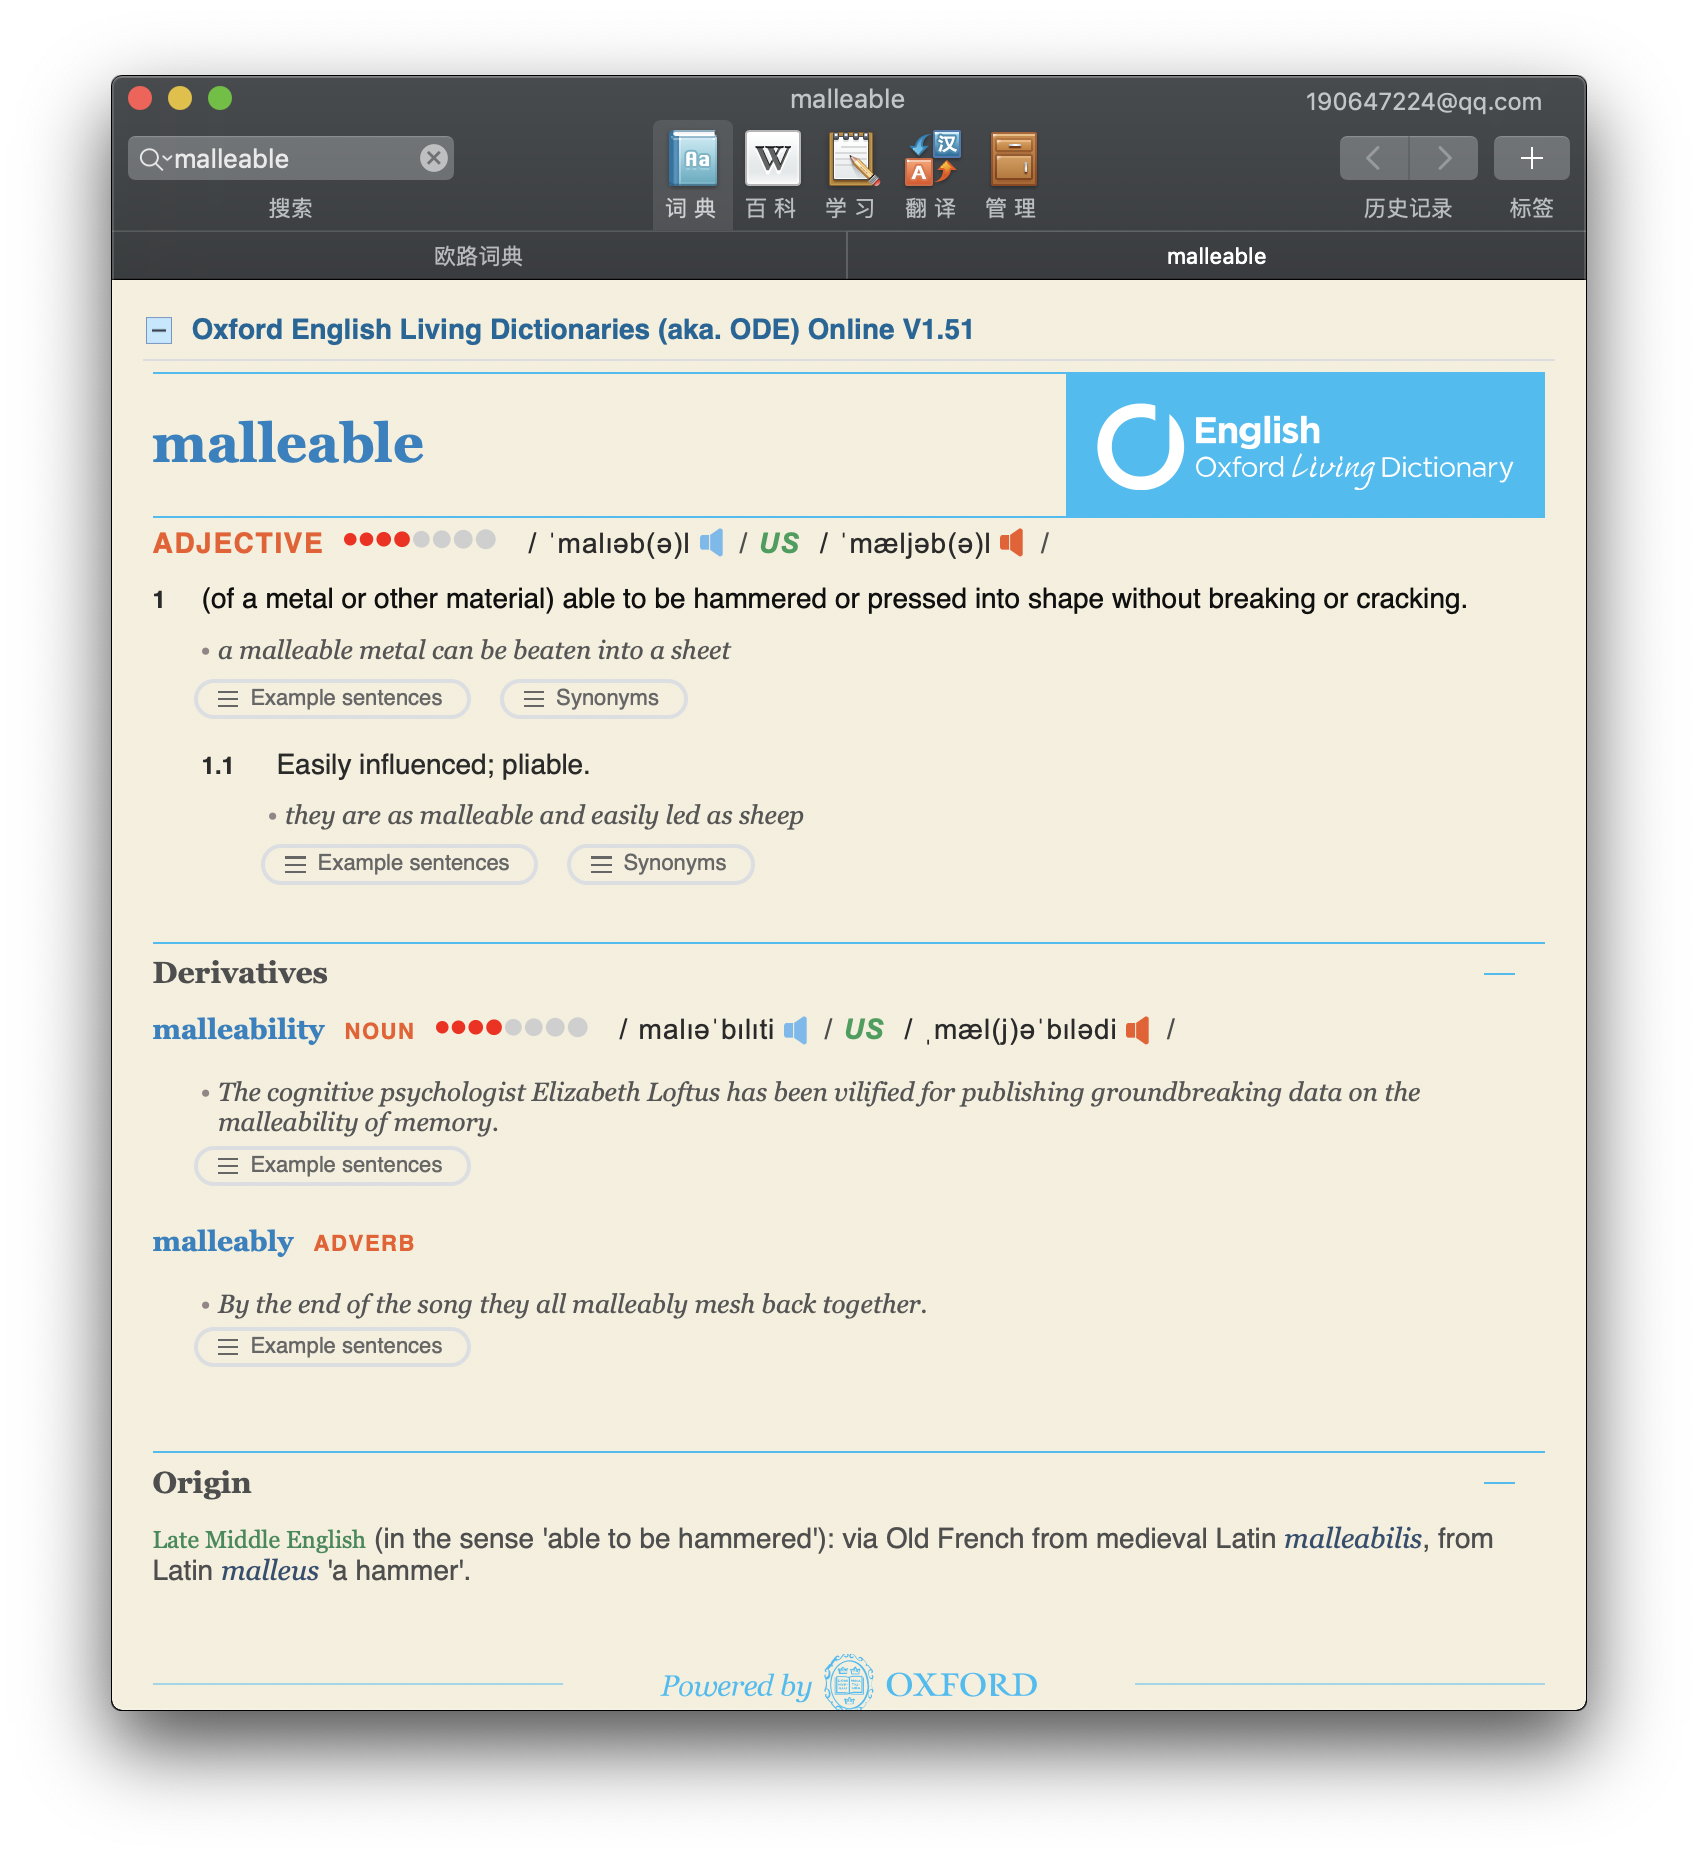 malleable
190647224@qq.com
malleable
搜索
Aa
W
汉
A
词典
百科
学习
翻译
管理
历史记录
标签
欧路词典
malleable
Oxford English Living Dictionaries (aka. ODE) Online V1.51
malleable
English
Oxford Living Dictionary
ADJECTIVE / ˈmalɪəb(ə)l / US / ˈmæljəb(ə)l /
1 (of a metal or other material) able to be hammered or pressed into shape without breaking or cracking.
• a malleable metal can be beaten into a sheet
Example sentences Synonyms
1.1 Easily influenced; pliable.
• they are as malleable and easily led as sheep
Example sentences Synonyms
Derivatives
malleability NOUN / malɪəˈbɪlɪti / US / ˌmæl(j)əˈbɪlədi /
• The cognitive psychologist Elizabeth Loftus has been vilified for publishing groundbreaking data on the
malleability of memory.
Example sentences
malleably ADVERB
• By the end of the song they all malleably mesh back together.
Example sentences
Origin
Late Middle English (in the sense 'able to be hammered'): via Old French from medieval Latin malleabilis, from
Latin malleus 'a hammer'.
Powered by OXFORD